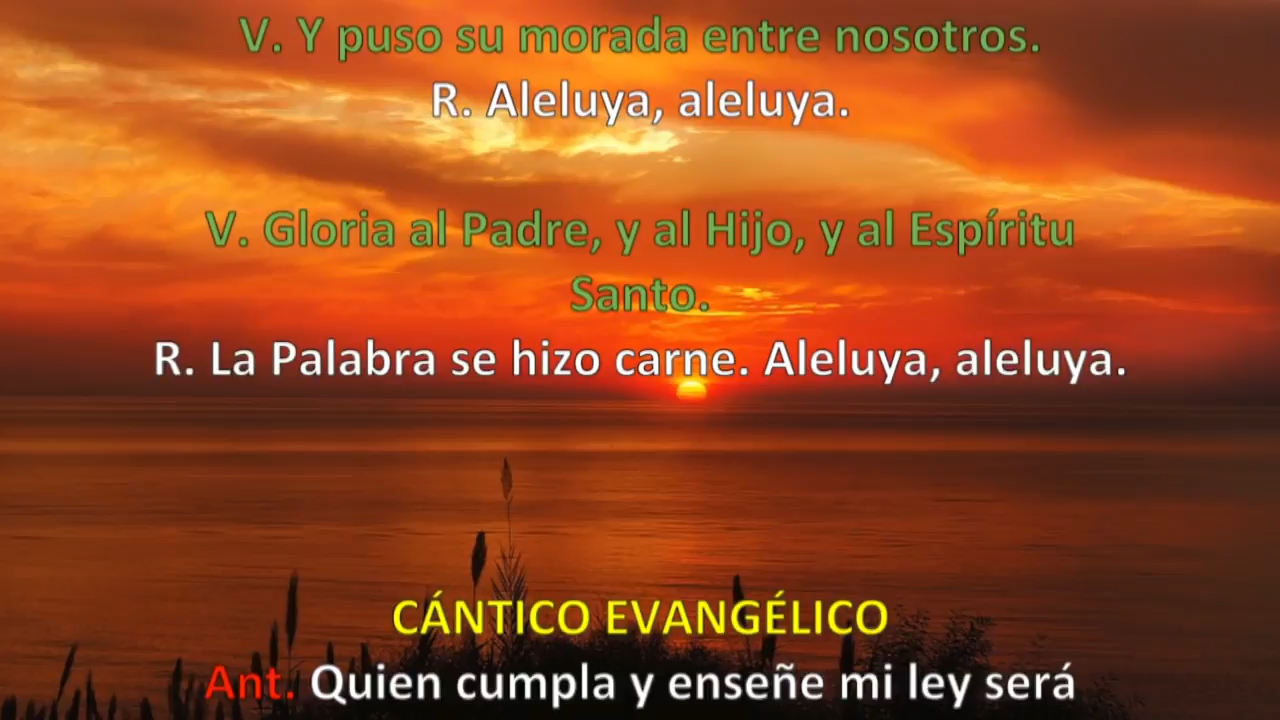 V. Y puso su morada entre nosotros.
R. Aleluya, aleluya.
V. Gloria al Padre, y al Hijo, y al Espíritu
Santo.
R. La Palabra se hizo carne. Aleluya, aleluya.
CÁNTICO EVANGÉLICO
Ant. Quien cumpla y enseñe mi ley será